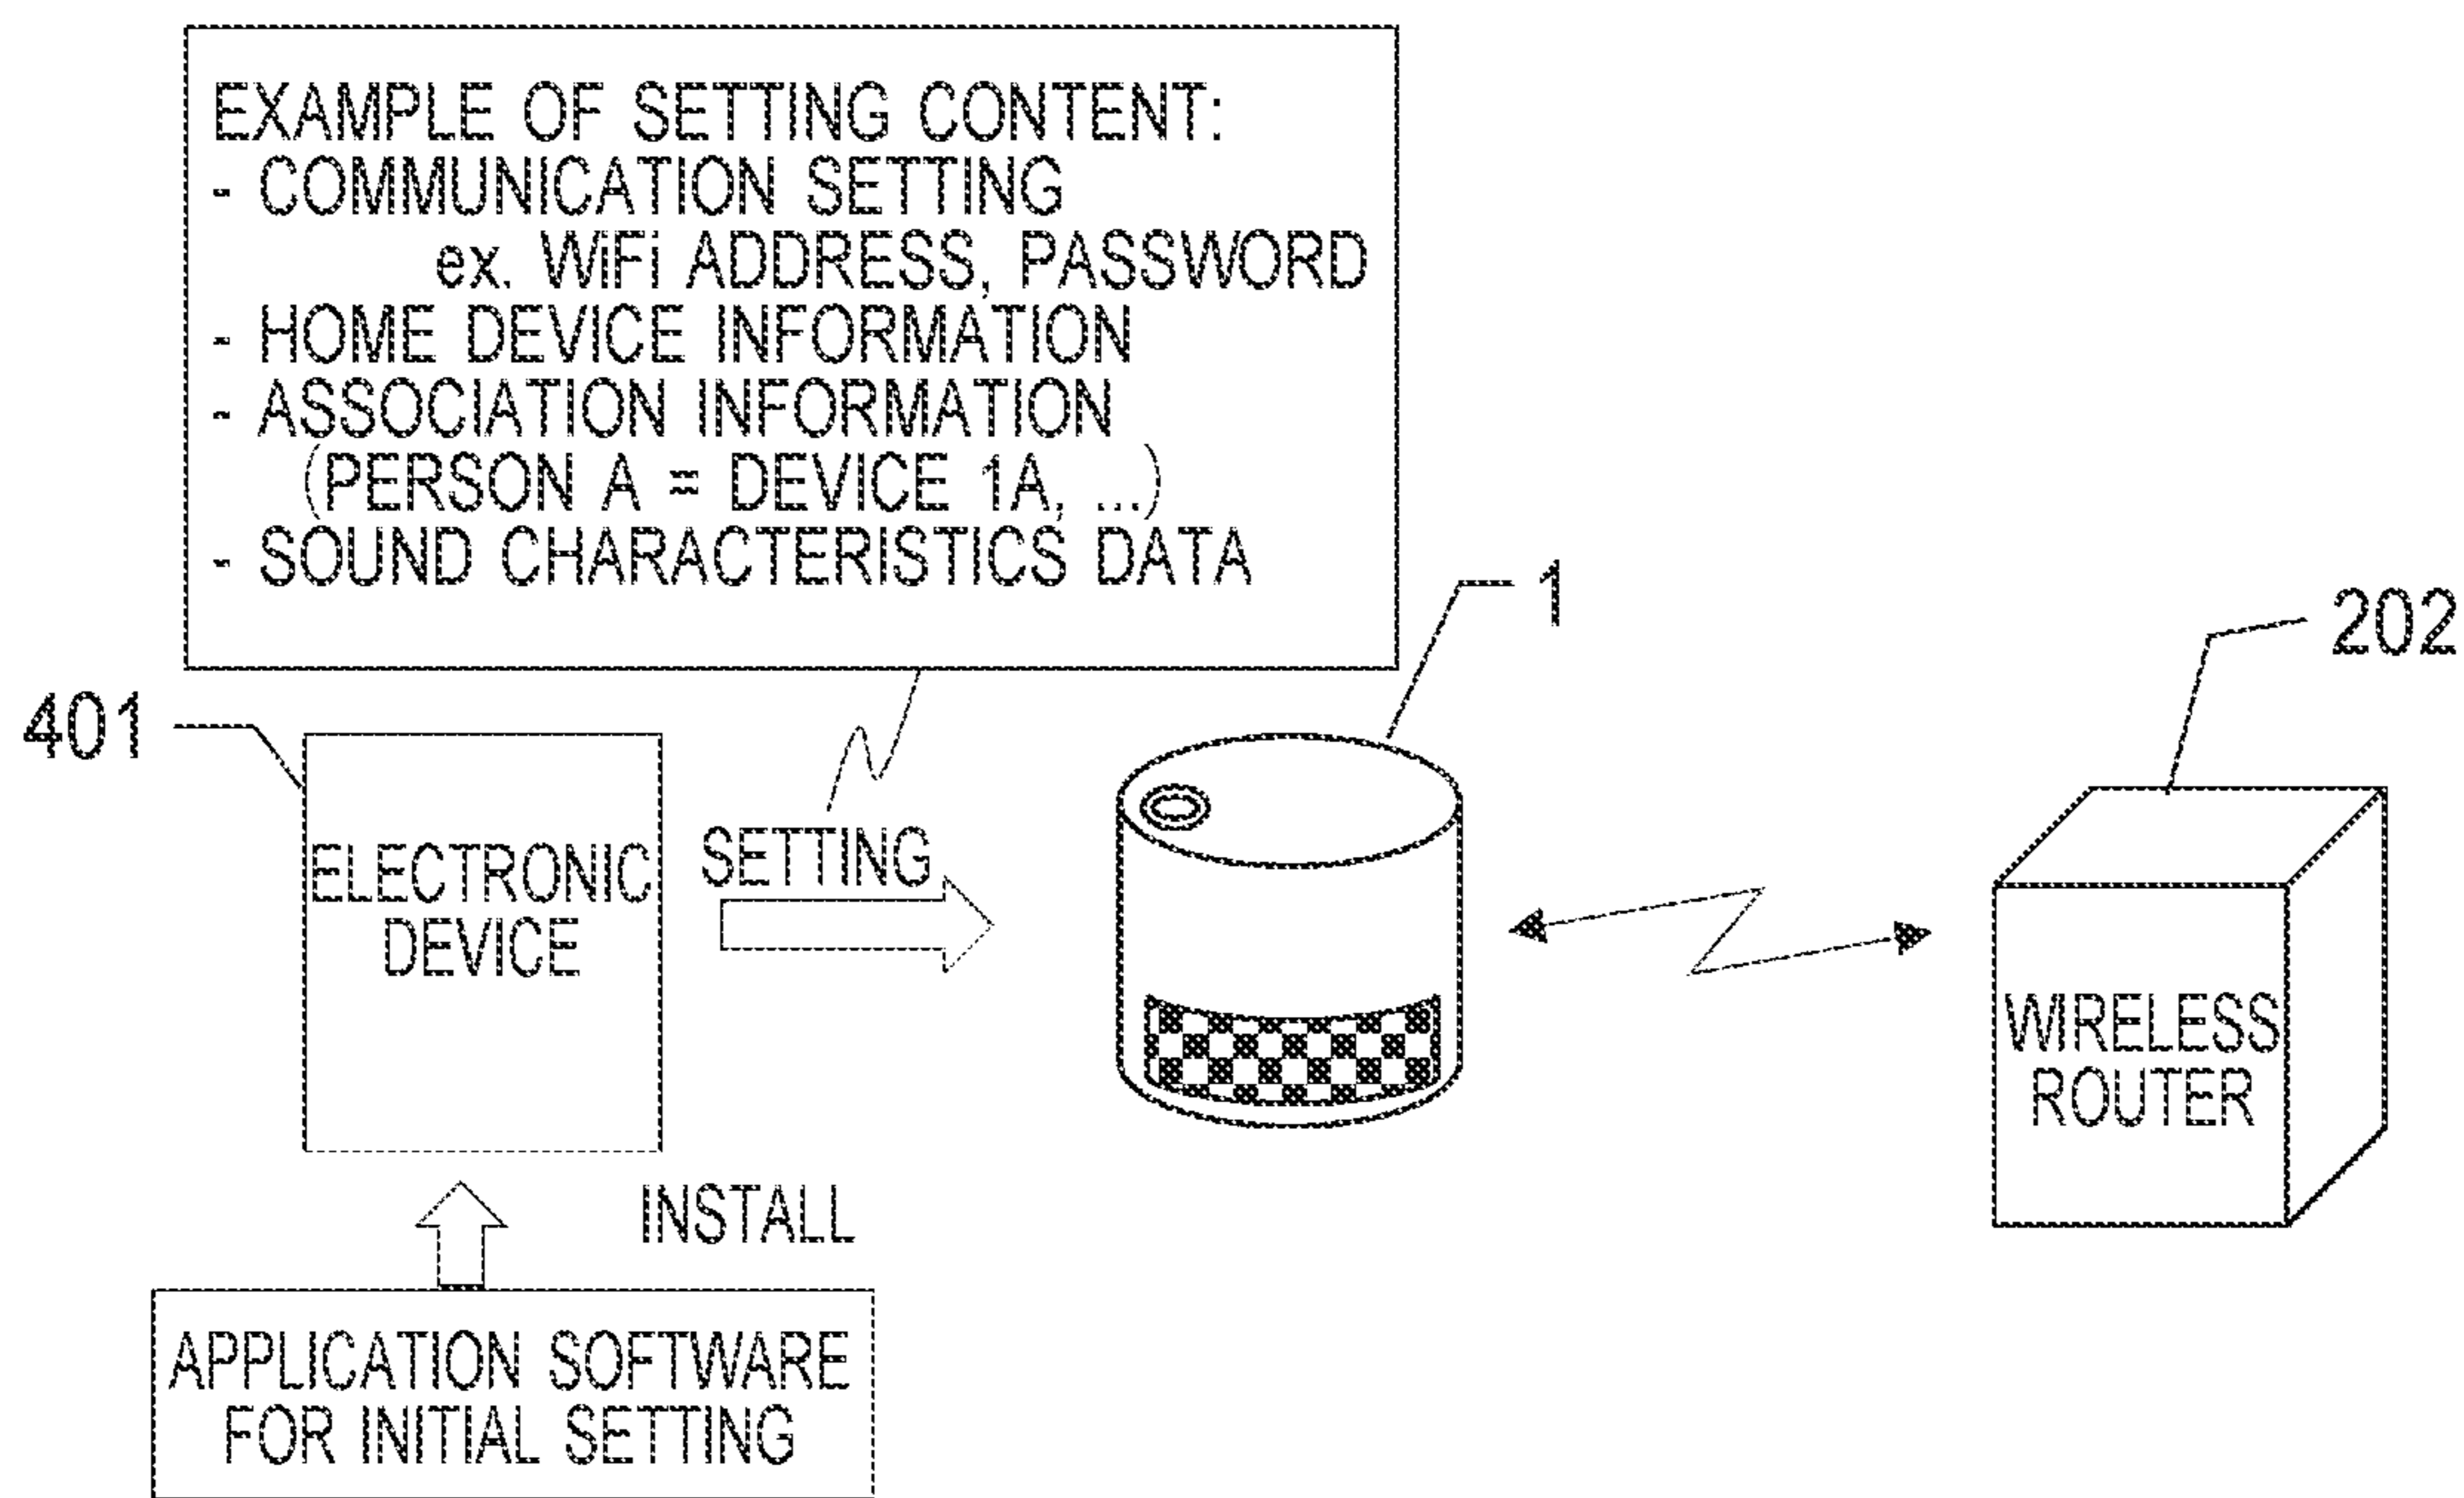 EXAMPLE OF SETTING CONTENT:
- COMMUNICATION SETTING
ex. WiFi ADDRESS, PASSWORD
- HOME DEVICE INFORMATION
- ASSOCIATION INFORMATION
(PERSON A = DEVICE 1A, ...)
- SOUND CHARACTERISTICS DATA
1
202
401
ELECTRONIC
DEVICE
SETTING
WIRELESS
ROUTER
INSTALL
APPLICATION SOFTWARE
FOR INITIAL SETTING